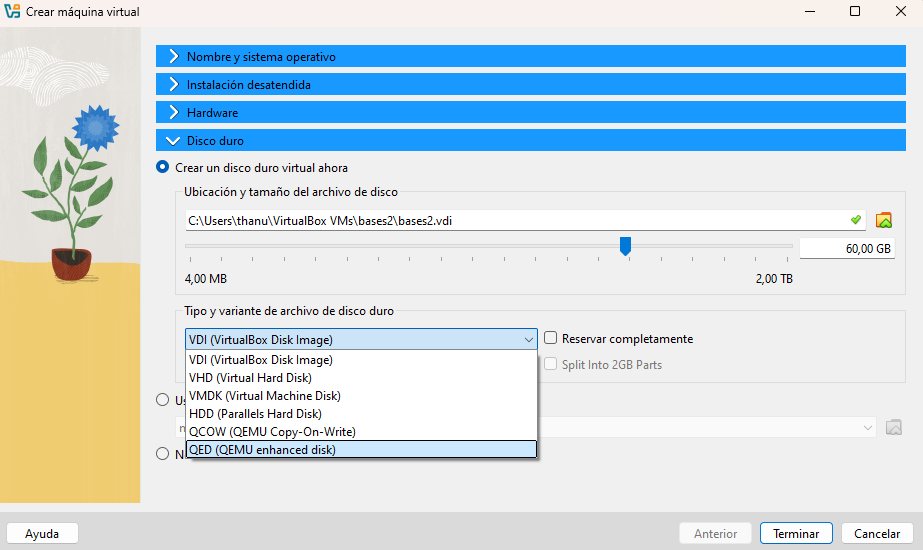 Crear máquina virtual
Nombre y sistema operativo
Instalación desatendida
Hardware
Disco duro
Crear un disco duro virtual ahora
Ubicación y tamaño del archivo de disco
C:\Users\thanu\VirtualBox VMs\bases2\bases2.vdi
60,00 GB
4,00 MB 2,00 TB
Tipo y variante de archivo de disco duro
VDI (VirtualBox Disk Image) Reservar completamente
VDI (VirtualBox Disk Image) Split Into 2GB Parts
VHD (Virtual Hard Disk)
VMDK (Virtual Machine Disk)
HDD (Parallels Hard Disk)
QCOW (QEMU Copy-On-Write)
QED (QEMU enhanced disk)
Ayuda Anterior Terminar Cancelar